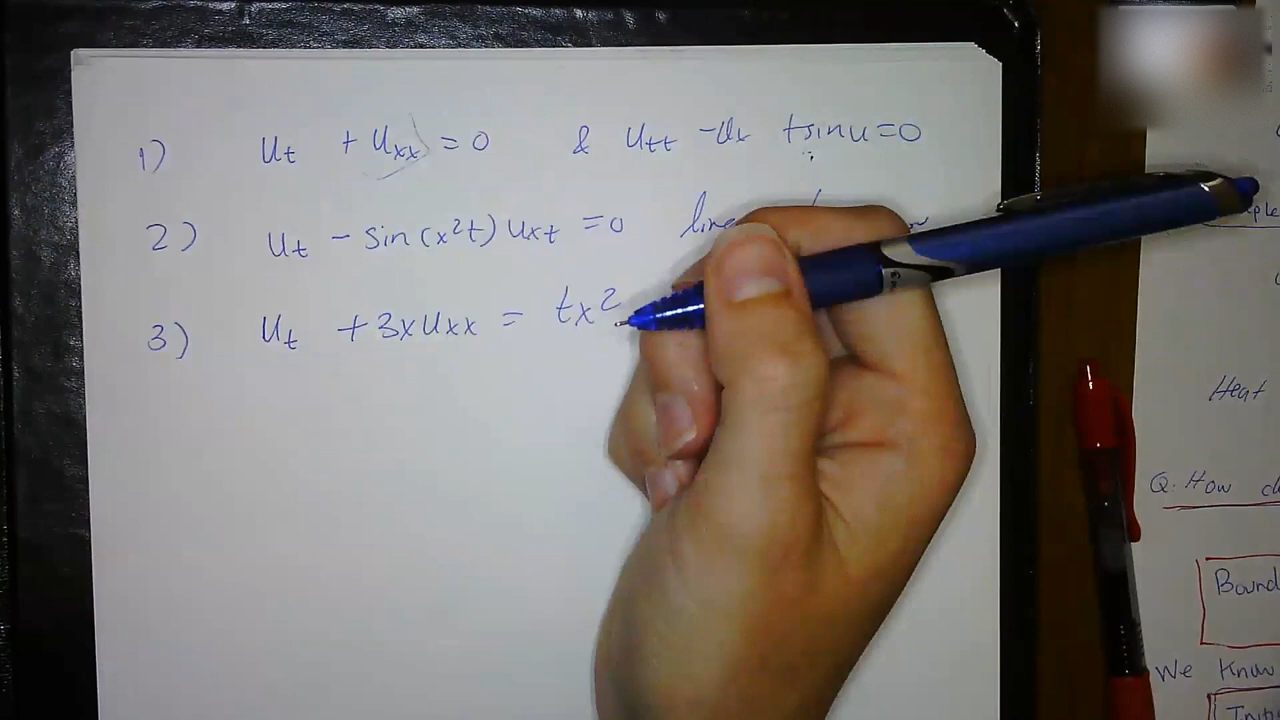 1) u_t + u_xx = 0 & u_tt - u_x + sin u = 0
2) u_t - sin(x²t) u_xt = 0
3) u_t + 3x u_xx = tx²
Heat
Q: How
Bound
We Know